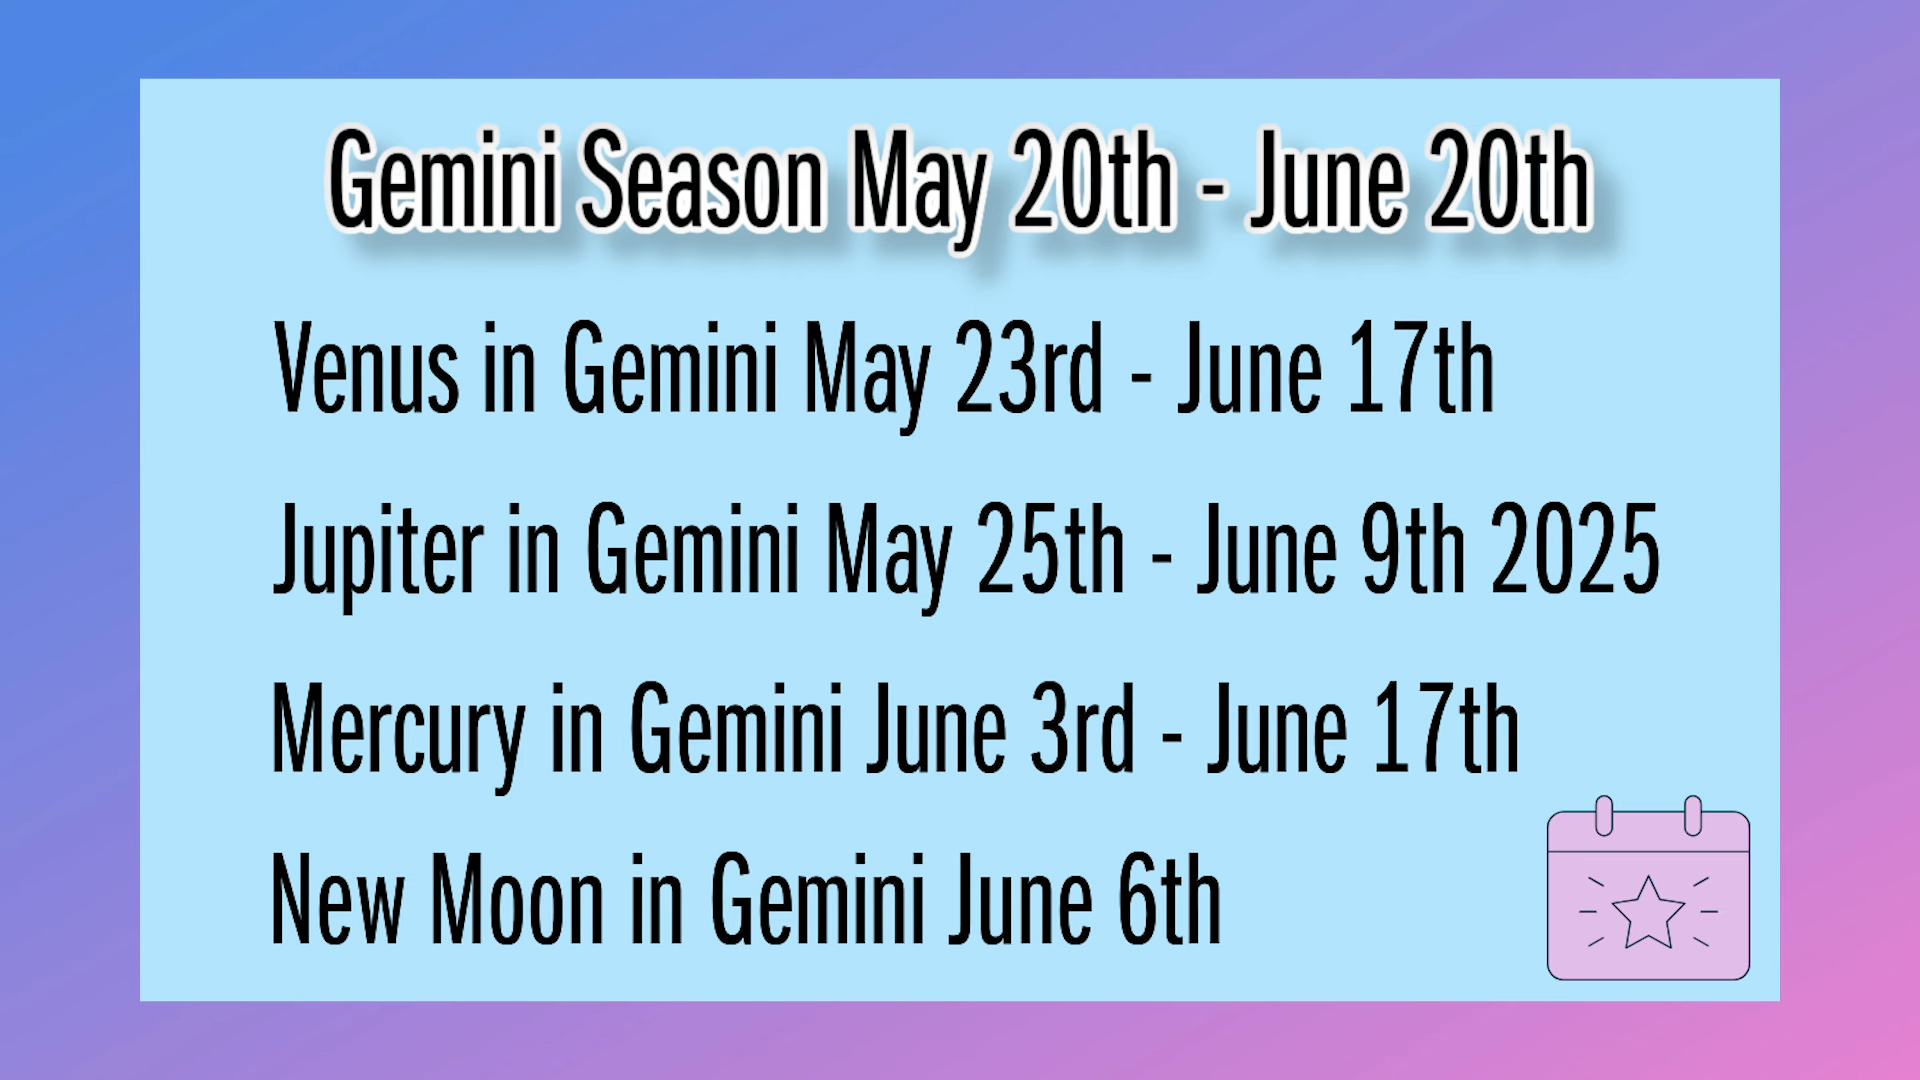 Gemini Season May 20th - June 20th
Venus in Gemini May 23rd - June 17th
Jupiter in Gemini May 25th - June 9th 2025
Mercury in Gemini June 3rd - June 17th
New Moon in Gemini June 6th